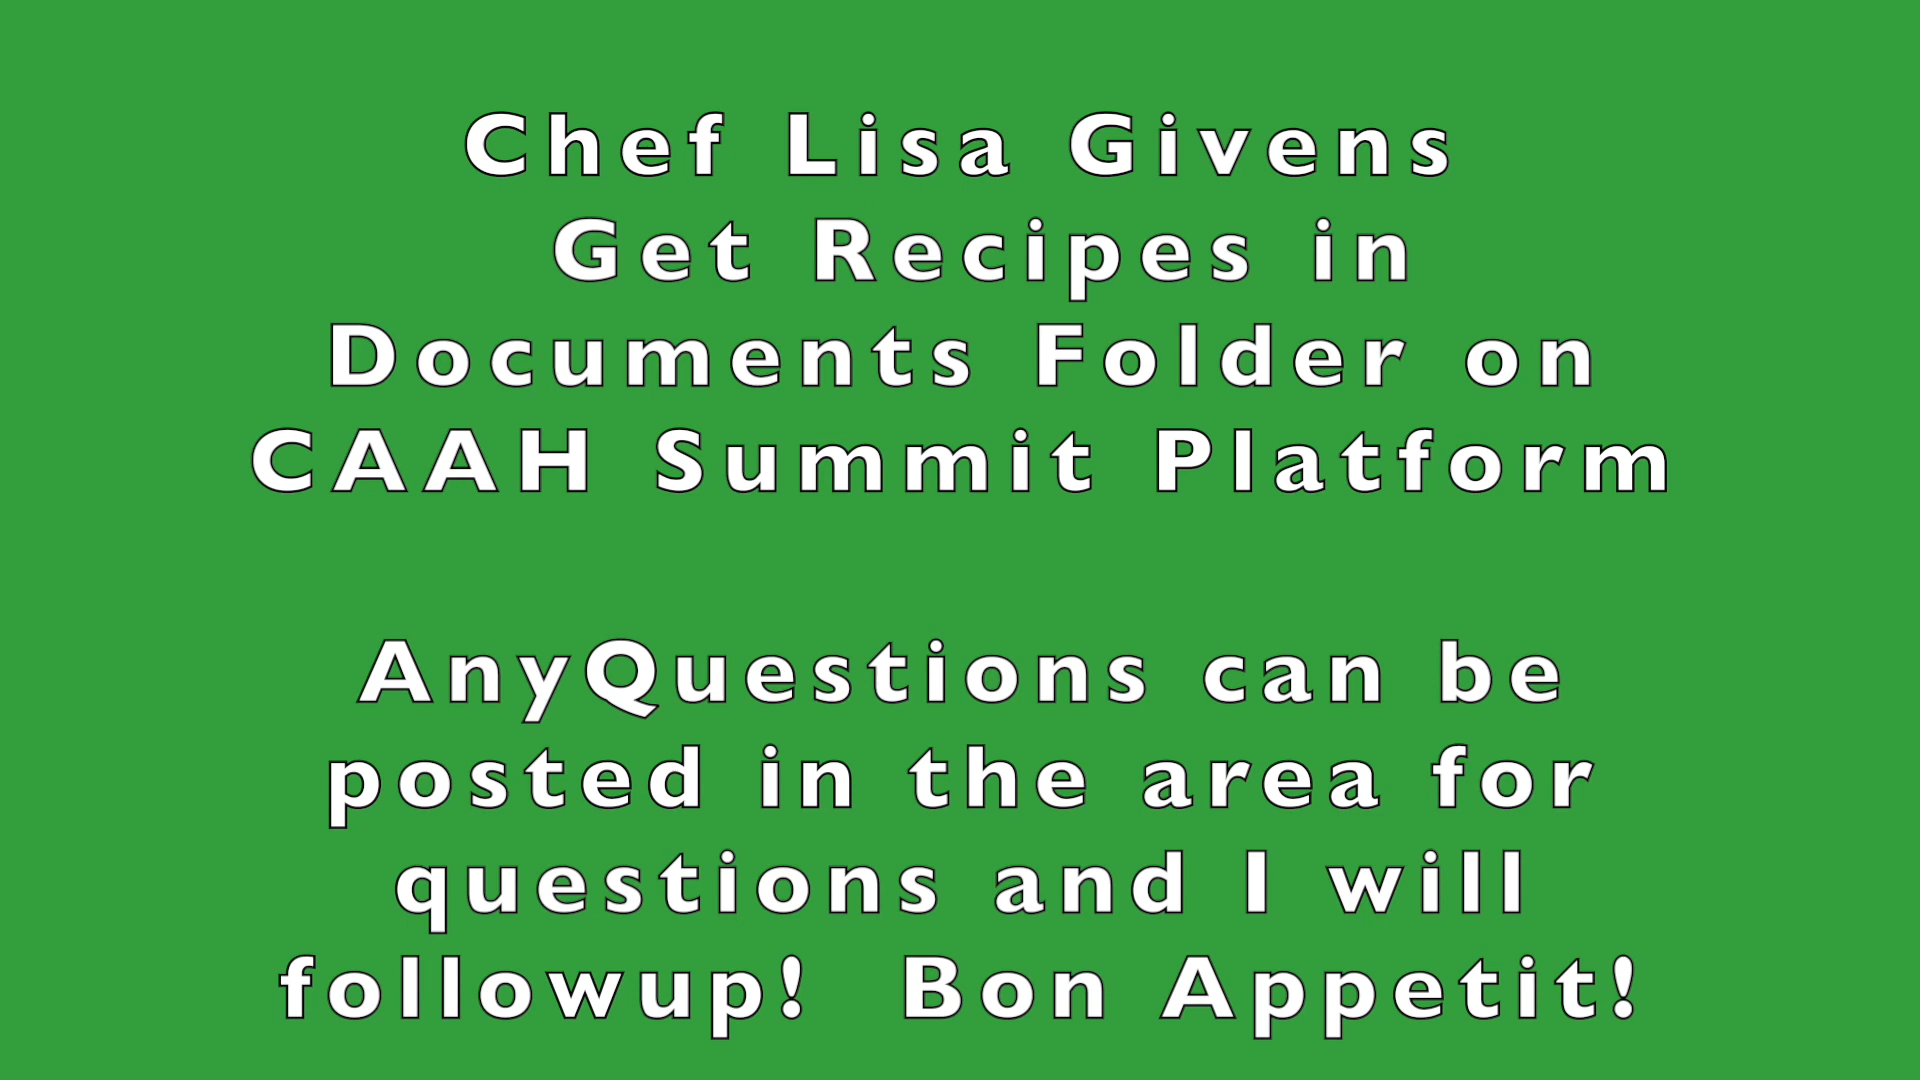 Chef Lisa Givens
Get Recipes in
Documents Folder on
CAAH Summit Platform
AnyQuestions can be
posted in the area for
questions and I will
followup!  Bon Appetit!